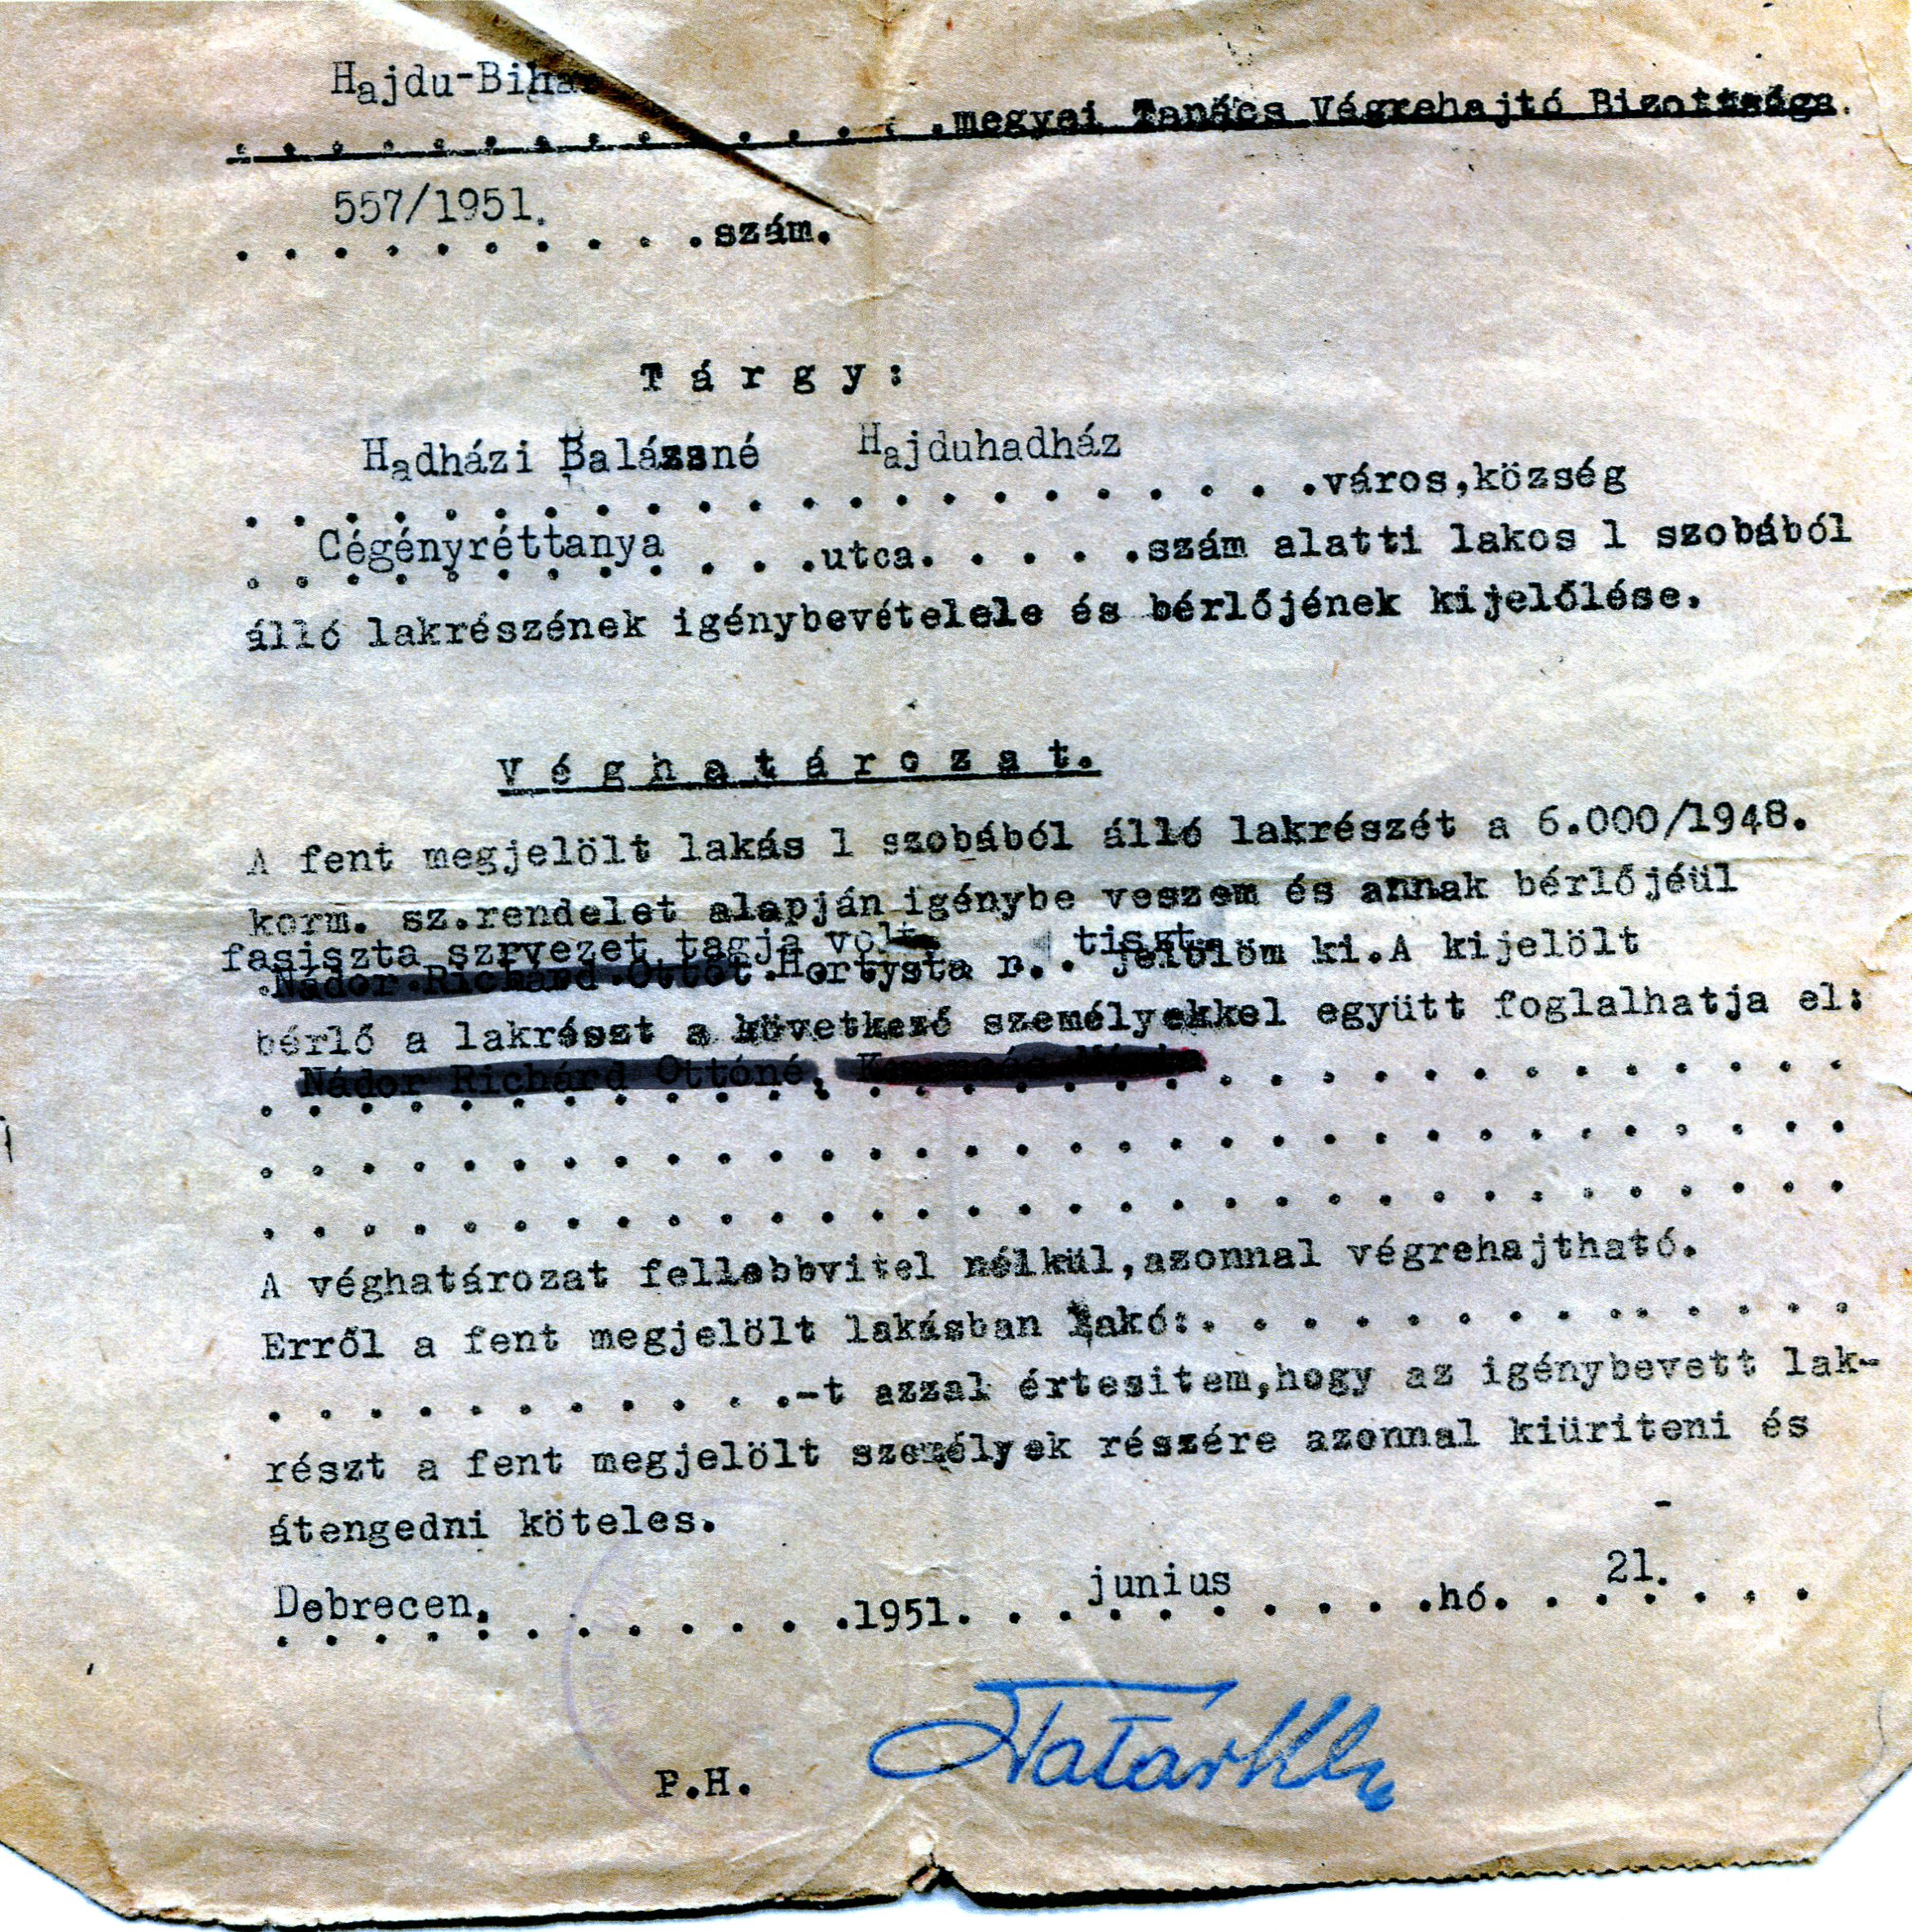 Hajdu-Bihar
. . . . . . . . . . . . . . .megyei Tanács Végrehajtó Bizottsága.
557/1951.
. . . . . . . . . .szám.
T á r g y :
Hadházi Balázsné Hajduhadház
. . . . . . . . . . . . . . . . . . . . . .város,község
Cégényréttanya
. . . . . . . . . . . .utca. . . . .szám alatti lakos 1 szobából
álló lakrészének igénybevételele és bérlőjének kijelőlése.
V é g h a t á r o z a t.
A fent megjelölt lakás 1 szobából álló lakrészét a 6.000/1948.
korm. sz.rendelet alapján igénybe veszem és annak bérlőjéül
fasiszta szrvezet tagja volt. tiszt.
.Nádor.Richárd.Ottót.Hortysta n. . jelölöm ki.A kijelölt
bérlő a lakrészt a következő személyekkel együtt foglalhatja el:
Nádor Richárd Ottóné,
. . . . . . . . . . . . . . . . . . . . . . . . . . . . . . . .
. . . . . . . . . . . . . . . . . . . . . . . . . . . . . . . .
. . . . . . . . . . . . . . . . . . . . . . . . . . . . . . . .
A véghatározat fellebbvitel nélkül,azonnal végrehajtható.
Erről a fent megjelölt lakásban lakó:. . . . . . . . . . . . . .
. . . . . . . . . . .-t azzal értesitem,hogy az igénybevett lak-
részt a fent megjelölt személyek részére azonnal kiüriteni és
átengedni köteles.
Debrecen. junius 21.
. . . . . . . . . . . .1951. . . . . . . . . .hó. . . . . . .
P.H.